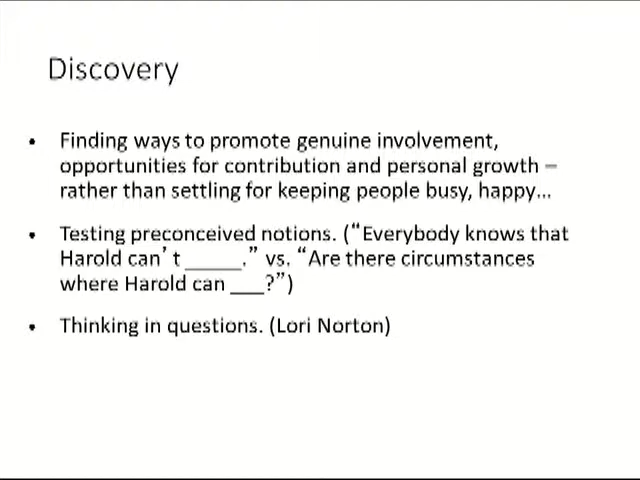 Discovery
• Finding ways to promote genuine involvement,
opportunities for contribution and personal growth –
rather than settling for keeping people busy, happy...
• Testing preconceived notions. (“Everybody knows that
Harold can’t _____.” vs. “Are there circumstances
where Harold can ___?”)
• Thinking in questions. (Lori Norton)